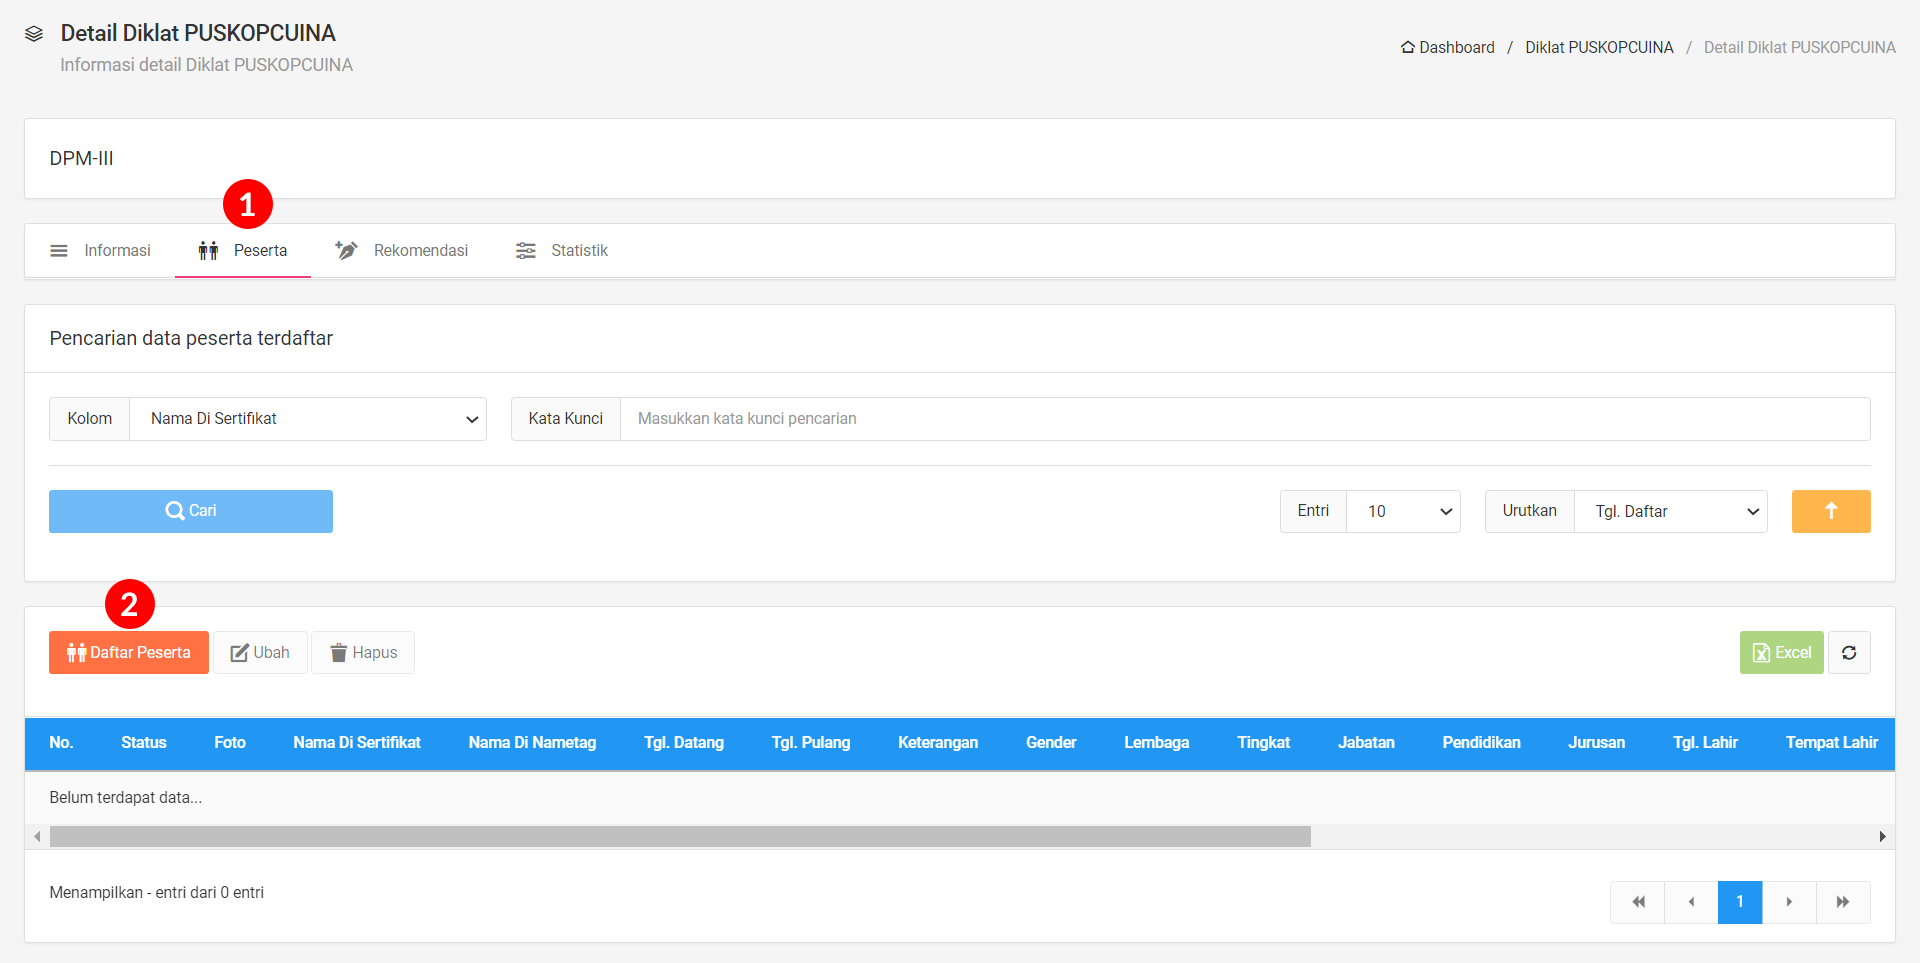 Detail Diklat PUSKOPCUINA
Informasi detail Diklat PUSKOPCUINA
Dashboard / Diklat PUSKOPCUINA / Detail Diklat PUSKOPCUINA
DPM-III
1
Informasi Peserta Rekomendasi Statistik
Pencarian data peserta terdaftar
Kolom Nama Di Sertifikat Kata Kunci Masukkan kata kunci pencarian
Cari Entri 10 Urutkan Tgl. Daftar
2
Daftar Peserta Ubah Hapus Excel
No. Status Foto Nama Di Sertifikat Nama Di Nametag Tgl. Datang Tgl. Pulang Keterangan Gender Lembaga Tingkat Jabatan Pendidikan Jurusan Tgl. Lahir Tempat Lahir
Belum terdapat data...
Menampilkan - entri dari 0 entri
1